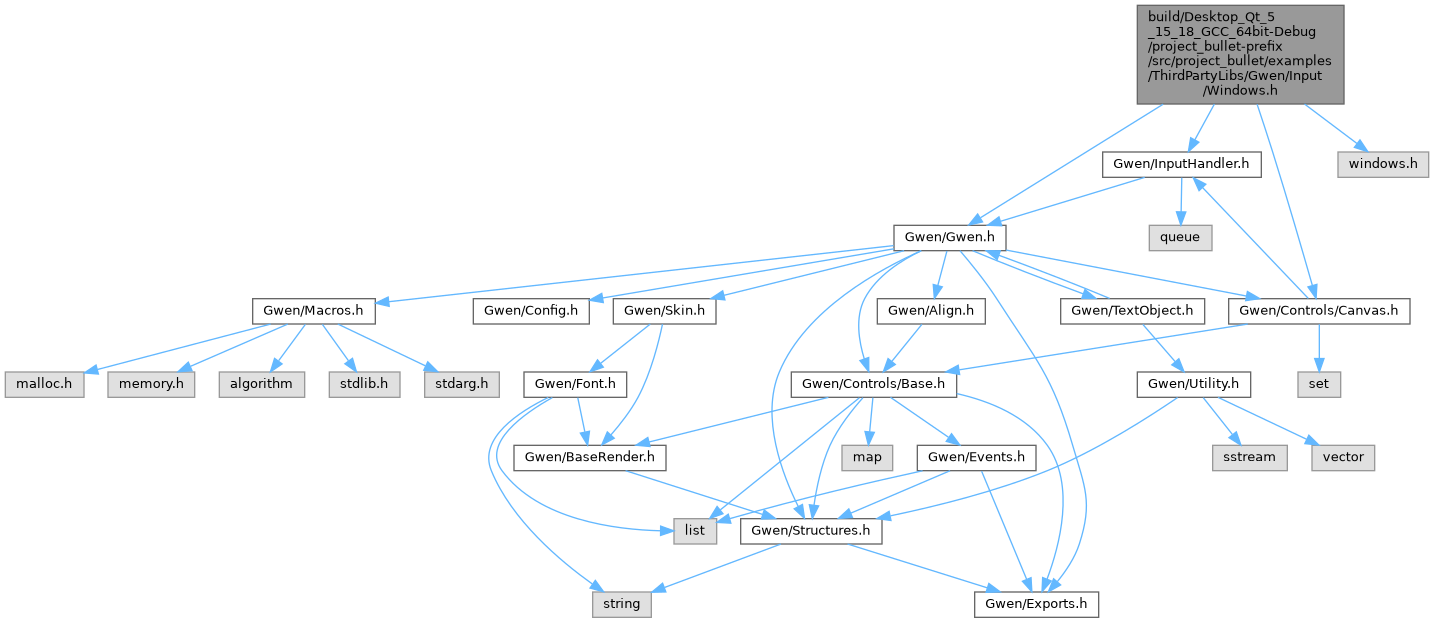 build/Desktop_Qt_5
_15_18_GCC_64bit-Debug
/project_bullet-prefix
/src/project_bullet/examples
/ThirdPartyLibs/Gwen/Input
/Windows.h
Gwen/InputHandler.h
windows.h
Gwen/Gwen.h
queue
Gwen/Macros.h
Gwen/Config.h
Gwen/Skin.h
Gwen/Align.h
Gwen/TextObject.h
Gwen/Controls/Canvas.h
malloc.h
memory.h
algorithm
stdlib.h
stdarg.h
Gwen/Font.h
Gwen/Controls/Base.h
Gwen/Utility.h
set
Gwen/BaseRender.h
map
Gwen/Events.h
sstream
vector
list
Gwen/Structures.h
string
Gwen/Exports.h